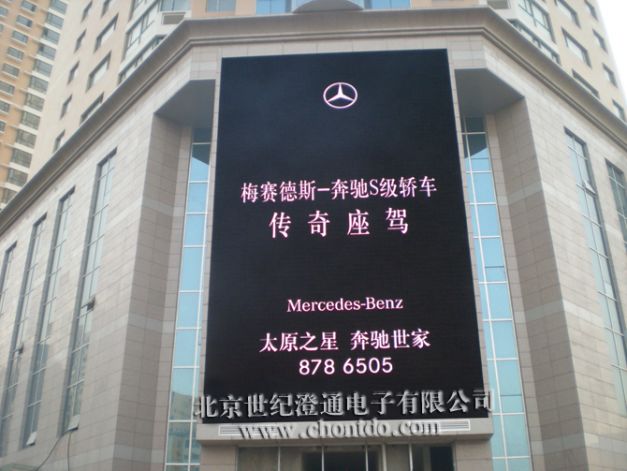 梅赛德斯–奔驰S级轿车
传奇座驾
Mercedes-Benz
太原之星 奔驰世家
878 6505
北京世纪澄通电子有限公司
www.chontdo.com